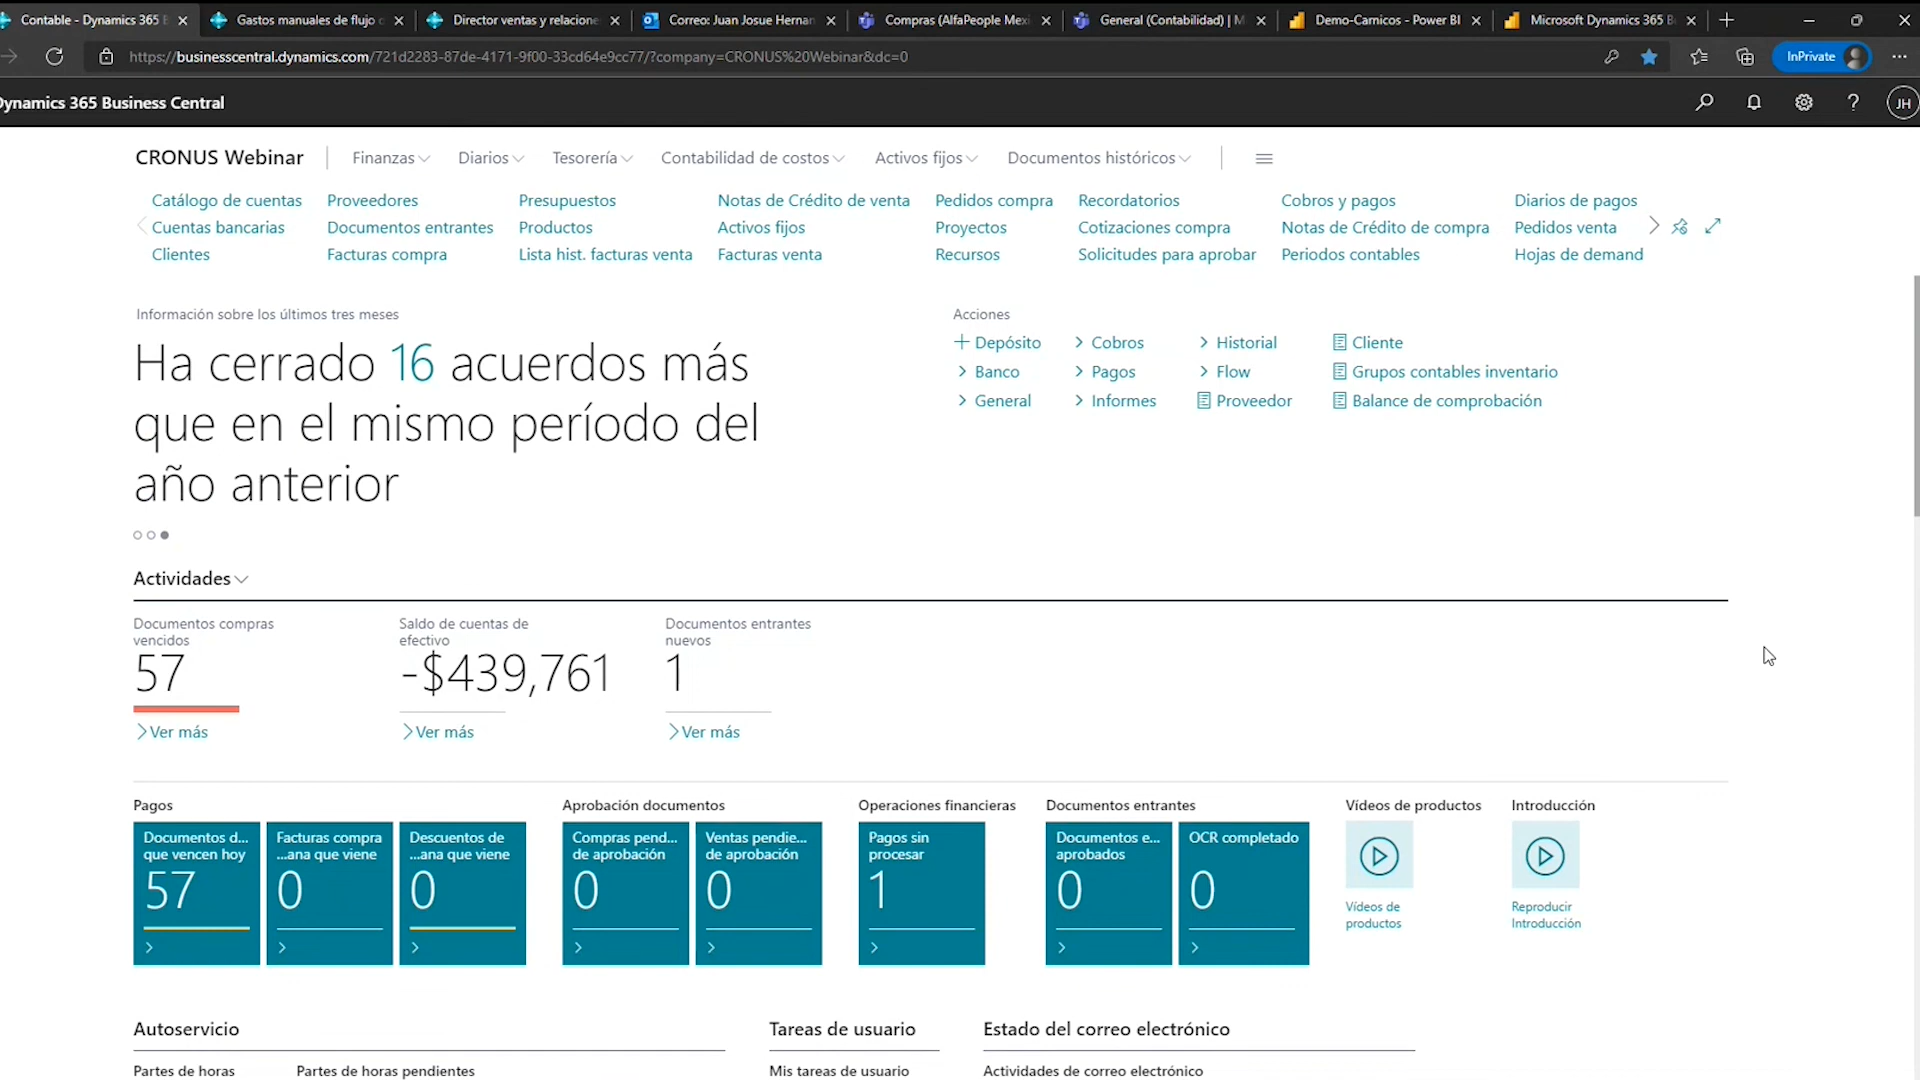 Contable - Dynamics 365 B
Gastos manuales de flujo c
Director ventas y relacione
Correo: Juan Josue Hernan
Compras (AlfaPeople Mexi
General (Contabilidad) | M
Demo-Carnicos - Power BI
Microsoft Dynamics 365 B
https://businesscentral.dynamics.com/721d2283-87de-4171-9f00-33cd64e9cc77/?company=CRONUS%20Webinar&dc=0
InPrivate
Dynamics 365 Business Central
JH
CRONUS Webinar
Finanzas
Diarios
Tesorería
Contabilidad de costos
Activos fijos
Documentos históricos
Catálogo de cuentas
Proveedores
Presupuestos
Notas de Crédito de venta
Pedidos compra
Recordatorios
Cobros y pagos
Diarios de pagos
Cuentas bancarias
Documentos entrantes
Productos
Activos fijos
Proyectos
Cotizaciones compra
Notas de Crédito de compra
Pedidos venta
Clientes
Facturas compra
Lista hist. facturas venta
Facturas venta
Recursos
Solicitudes para aprobar
Periodos contables
Hojas de demand
Información sobre los últimos tres meses
Ha cerrado 16 acuerdos más
que en el mismo período del
año anterior
Acciones
Depósito
Cobros
Historial
Cliente
Banco
Pagos
Flow
Grupos contables inventario
General
Informes
Proveedor
Balance de comprobación
Actividades
Documentos compras
vencidos
57
Ver más
Saldo de cuentas de
efectivo
-$439,761
Ver más
Documentos entrantes
nuevos
1
Ver más
Pagos
Documentos d...
que vencen hoy
57
Facturas compra
...ana que viene
0
Descuentos de
...ana que viene
0
Aprobación documentos
Compras pend...
de aprobación
0
Ventas pendie...
de aprobación
0
Operaciones financieras
Pagos sin
procesar
1
Documentos entrantes
Documentos e...
aprobados
0
OCR completado
0
Vídeos de productos
Vídeos de
productos
Introducción
Reproducir
Introducción
Autoservicio
Tareas de usuario
Estado del correo electrónico
Partes de horas
Partes de horas pendientes
Mis tareas de usuario
Actividades de correo electrónico